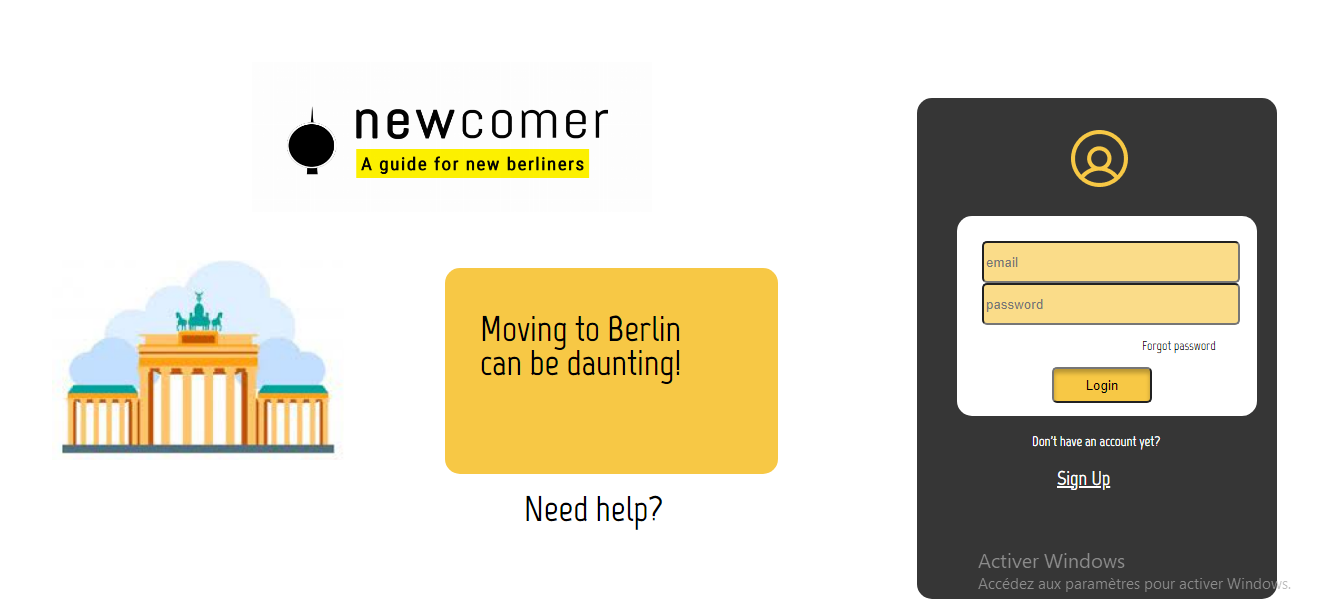 newcomer
A guide for new berliners
Moving to Berlin
can be daunting!
Need help?
email
password
Forgot password
Login
Don't have an account yet?
Sign Up
Activer Windows
Accédez aux paramètres pour activer Windows.